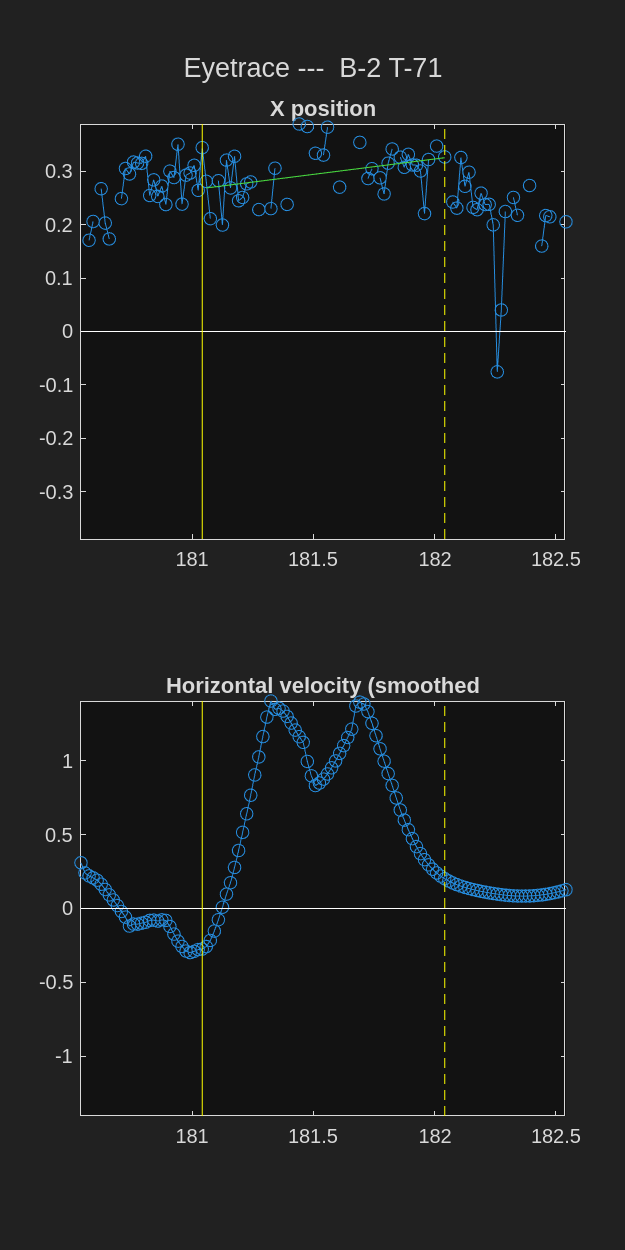 Eyetrace ---  B-2 T-71
X position
0.3
0.2
0.1
0
-0.1
-0.2
-0.3
181 181.5 182 182.5
Horizontal velocity (smoothed
1
0.5
0
-0.5
-1
181 181.5 182 182.5